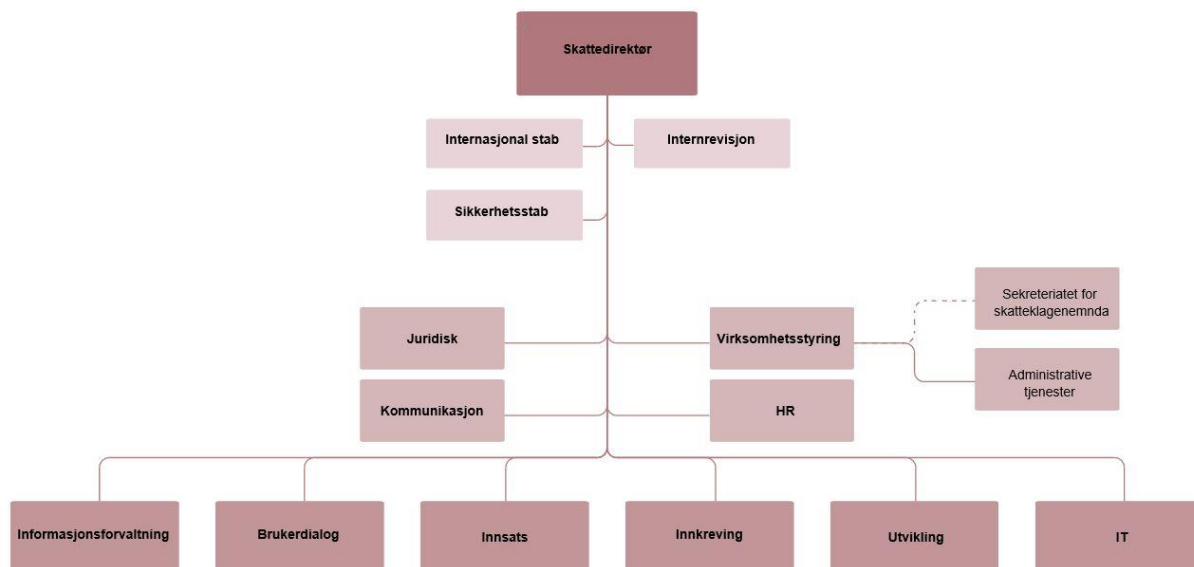 Skattedirektør
Internasjonal stab
Internrevisjon
Sikkerhetsstab
Sekreteriatet for
skatteklagenemnda
Juridisk
Virksomhetsstyring
Administrative
tjenester
Kommunikasjon
HR
Informasjonsforvaltning
Brukerdialog
Innsats
Innkreving
Utvikling
IT